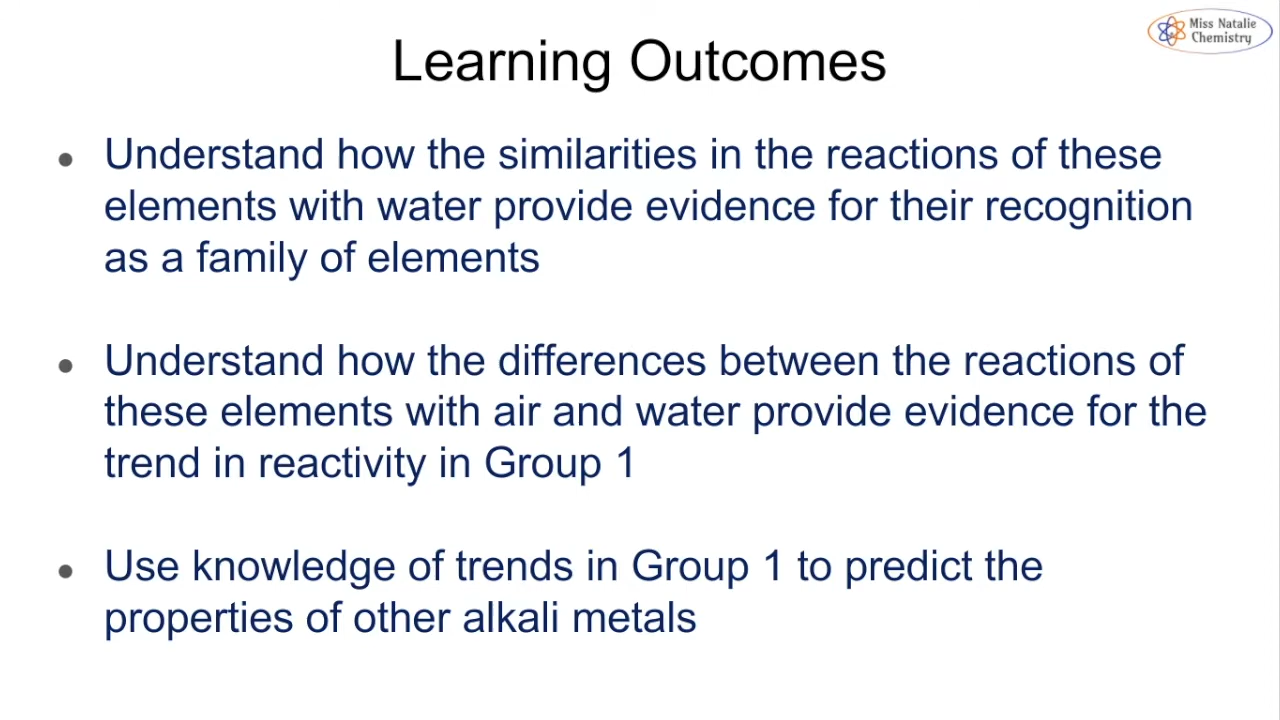 Miss Natalie
Chemistry
Learning Outcomes
• Understand how the similarities in the reactions of these
elements with water provide evidence for their recognition
as a family of elements
• Understand how the differences between the reactions of
these elements with air and water provide evidence for the
trend in reactivity in Group 1
• Use knowledge of trends in Group 1 to predict the
properties of other alkali metals